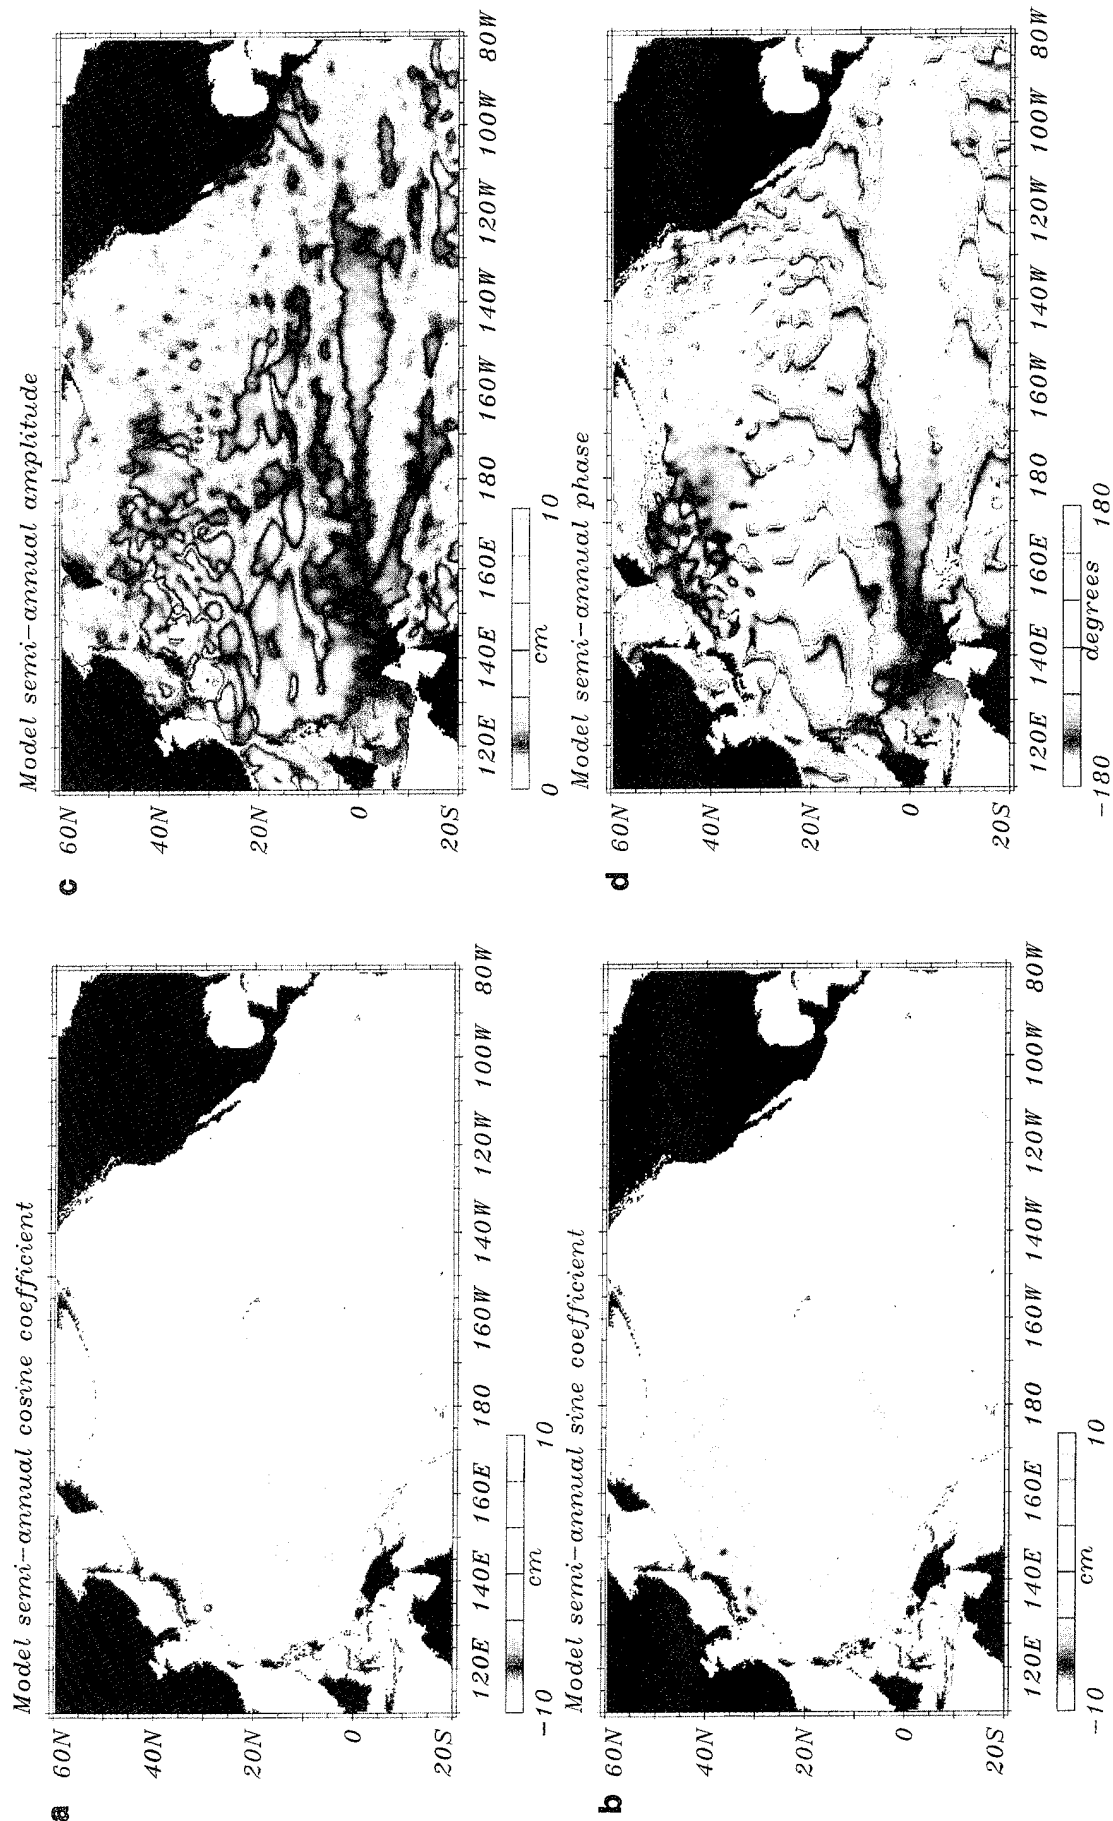 a
Model semi-annual cosine coefficient
60N
40N
20N
0
20S
120E 140E 160E 180 160W 140W 120W 100W 80W
-10 cm 10
b
Model semi-annual sine coefficient
60N
40N
20N
0
20S
120E 140E 160E 180 160W 140W 120W 100W 80W
-10 cm 10
c
Model semi-annual amplitude
60N
40N
20N
0
20S
120E 140E 160E 180 160W 140W 120W 100W 80W
0 cm 10
d
Model semi-annual phase
60N
40N
20N
0
20S
120E 140E 160E 180 160W 140W 120W 100W 80W
-180 degrees 180